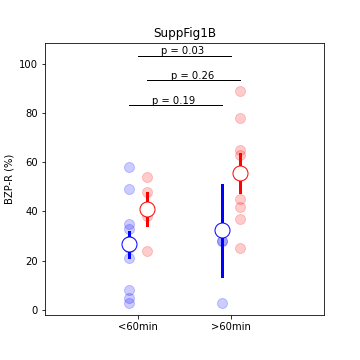 SuppFig1B
p = 0.03
p = 0.26
p = 0.19
BZP-R (%)
100
80
60
40
20
0
<60min >60min